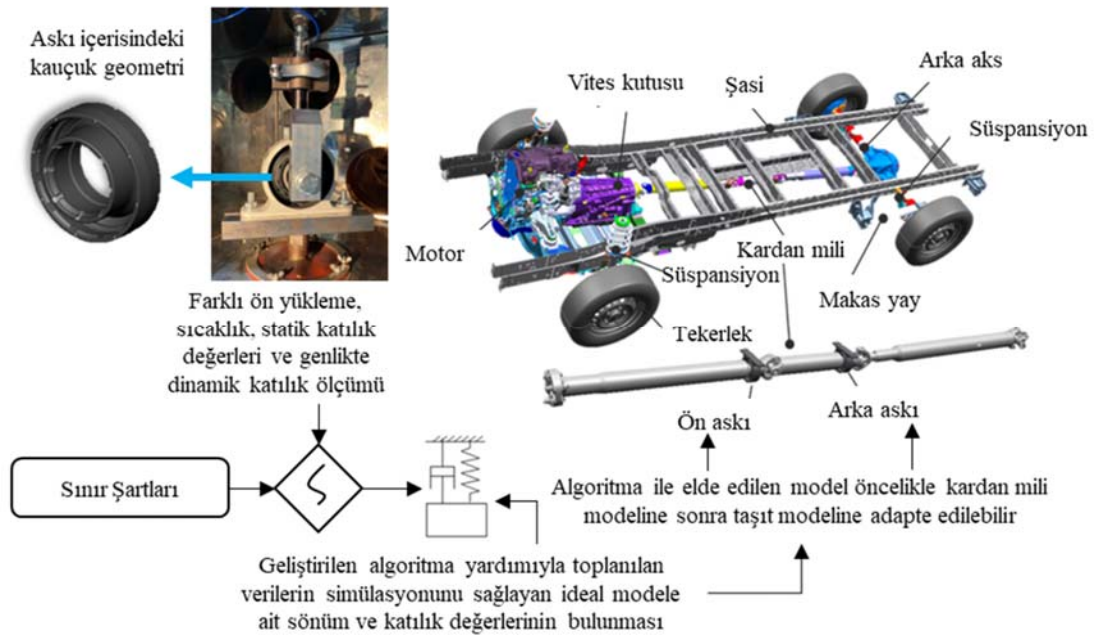 Askı içerisindeki
kauçuk geometri
Farklı ön yükleme,
sıcaklık, statik katılık
değerleri ve genlikte
dinamik katılık ölçümü
Vites kutusu
Şasi
Arka aks
Süspansiyon
Motor
Süspansiyon
Kardan mili
Makas yay
Tekerlek
Ön askı
Arka askı
Sınır Şartları
Algoritma ile elde edilen model öncelikle kardan mili
modeline sonra taşıt modeline adapte edilebilir
Geliştirilen algoritma yardımıyla toplanılan
verilerin simülasyonunu sağlayan ideal modele
ait sönüm ve katılık değerlerinin bulunması